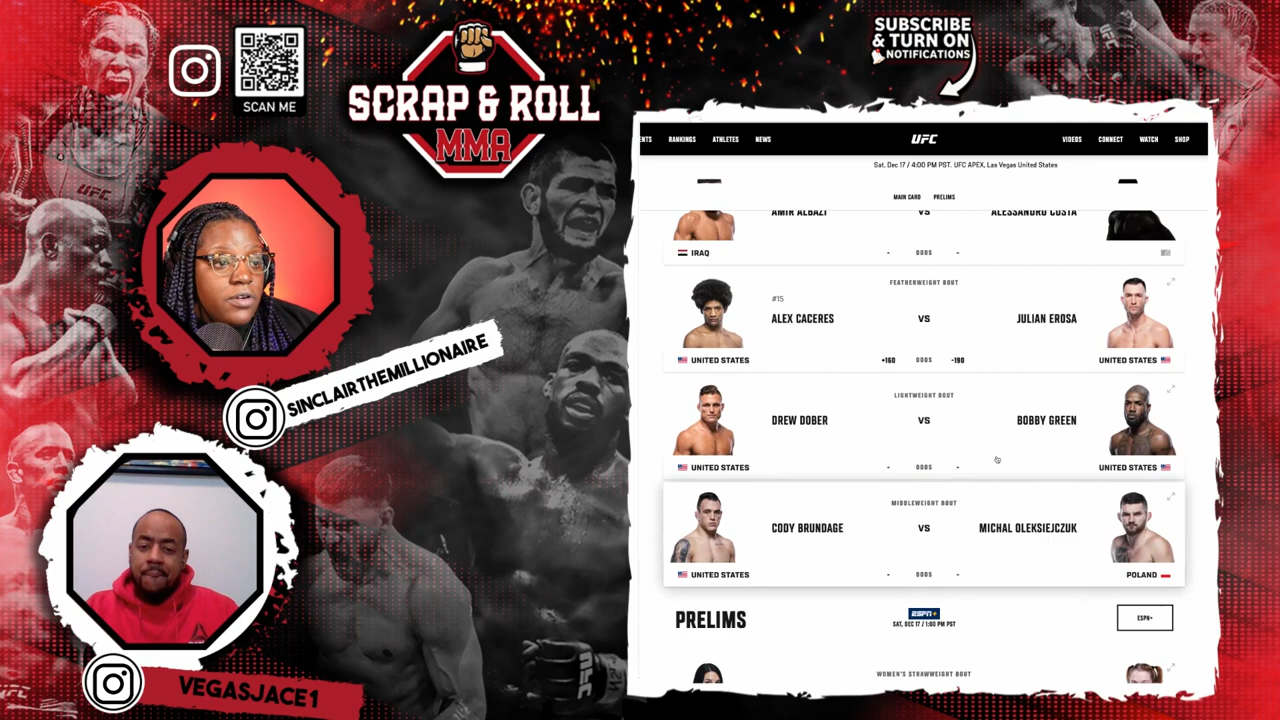 SCAN ME
SCRAP & ROLL
MMA
SUBSCRIBE
& TURN ON
NOTIFICATIONS
SINCLAIRTHEMILLIONAIRE
VEGASJACE1
UFC
UFC
UFC
RANKINGS ATHLETES NEWS UFC VIDEOS CONNECT WATCH SHOP
Sat, Dec 17 / 4:00 PM PST. UFC APEX, Las Vegas United States
MAIN CARD PRELIMS
AMIR ALBAZI VS ALESSANDRO COSTA
IRAQ - ODDS -
FEATHERWEIGHT BOUT
#15
ALEX CACERES VS JULIAN EROSA
UNITED STATES +160 ODDS -190 UNITED STATES
LIGHTWEIGHT BOUT
DREW DOBER VS BOBBY GREEN
UNITED STATES - ODDS - UNITED STATES
MIDDLEWEIGHT BOUT
CODY BRUNDAGE VS MICHAL OLEKSIEJCZUK
UNITED STATES - ODDS - POLAND
PRELIMS ESPN+ ESPN+
SAT, DEC 17 / 1:00 PM PST
WOMEN'S STRAWWEIGHT BOUT